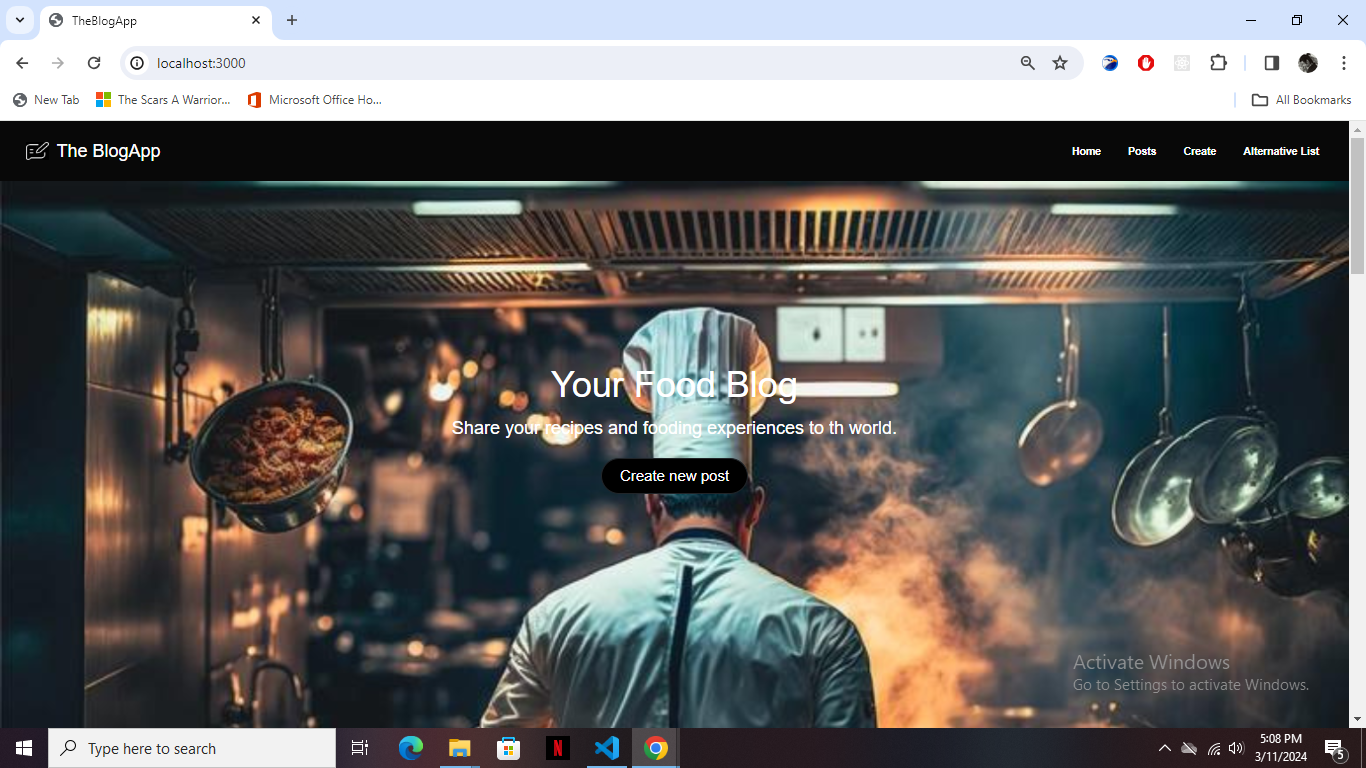 TheBlogApp
localhost:3000
New Tab
The Scars A Warrior...
Microsoft Office Ho...
All Bookmarks
The BlogApp
Home
Posts
Create
Alternative List
Your Food Blog
Share your recipes and fooding experiences to th world.
Create new post
Activate Windows
Go to Settings to activate Windows.
Type here to search
N
5:08 PM
3/11/2024
5